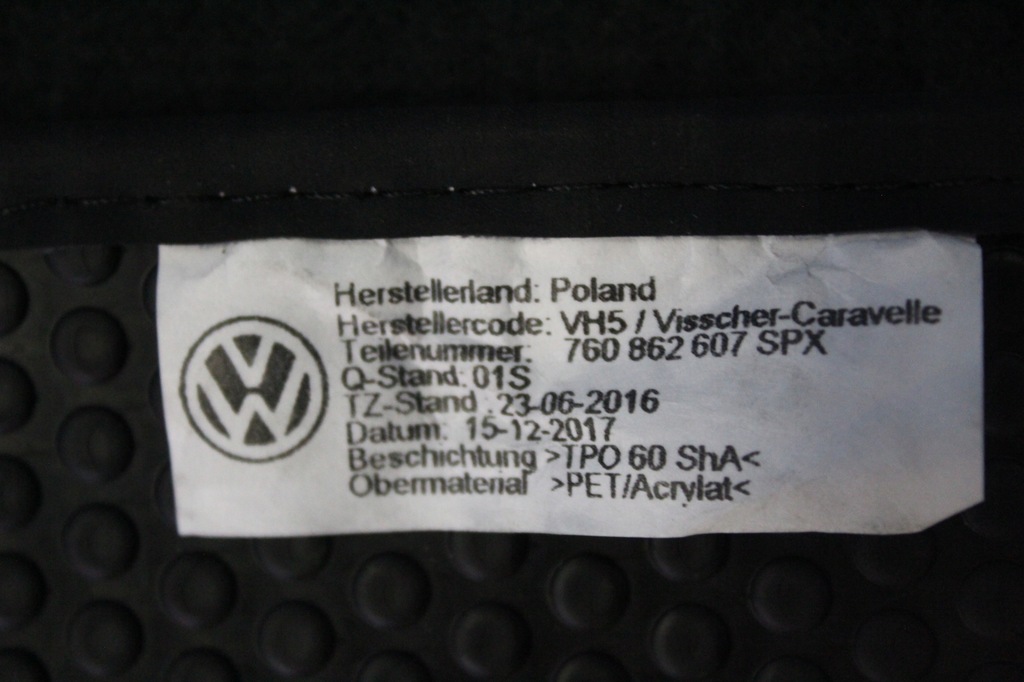 Herstellerland: Poland
Herstellercode: VH5 / Visscher-Caravelle
Teilenummer: 760 862 607 SPX
Q-Stand: 01S
TZ-Stand : 23-06-2016
Datum: 15-12-2017
Beschichtung >TPO 60 ShA<
Obermaterial >PET/Acrylat<